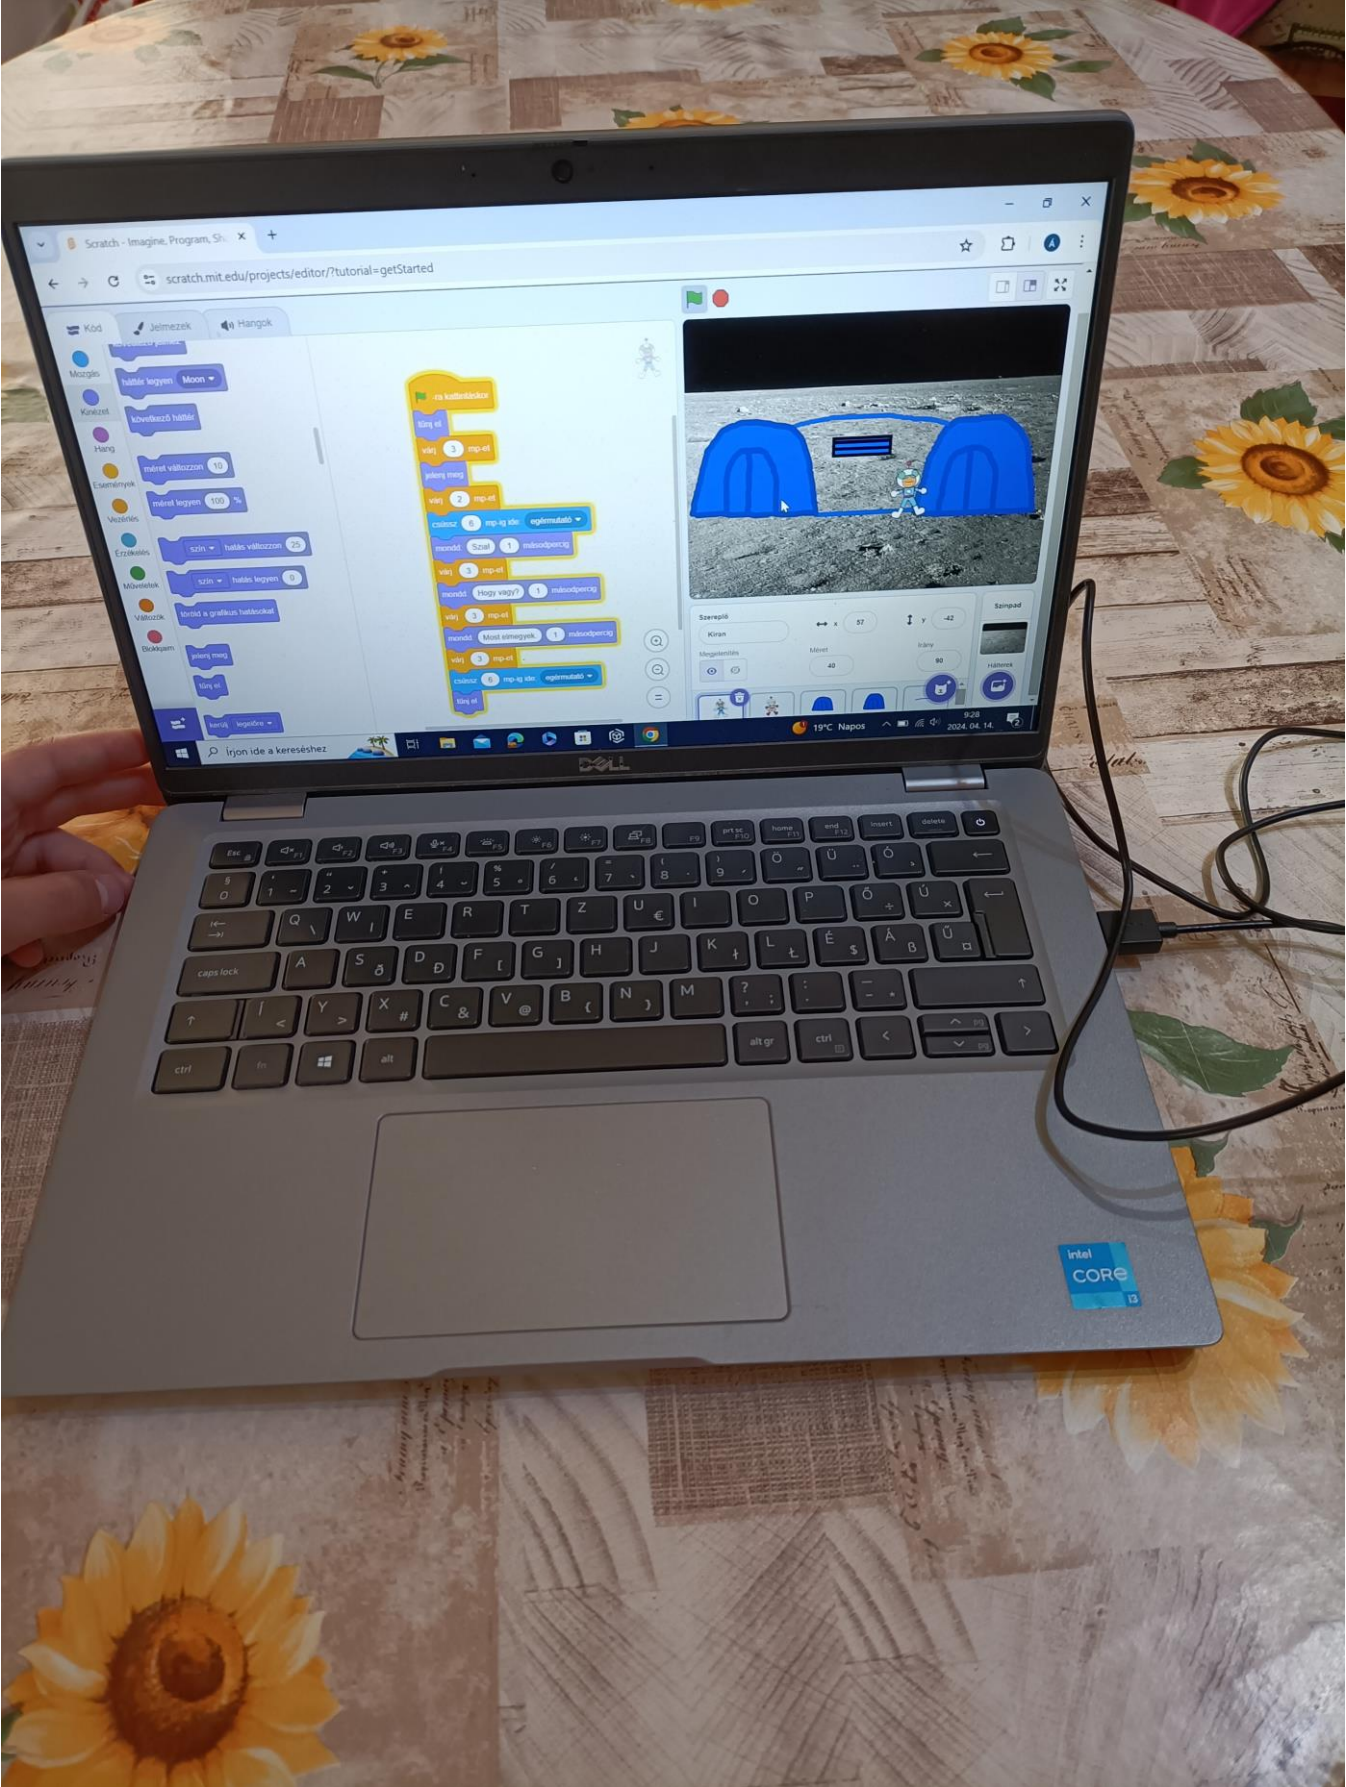 Scratch - Imagine, Program, Sh
scratch.mit.edu/projects/editor/?tutorial=getStarted
Kód
Jelmezek
Hangok
Mozgás
Kinézet
Hang
Események
Vezérlés
Érzékelés
Műveletek
Változók
Blokkjaim
háttér legyen Moon
következő háttér
méret változzon 10
méret legyen 100 %
szín hatás változzon 25
szín hatás legyen 0
töröld a grafikus hatásokat
jelenj meg
tűnj el
kerülj legelőre
-ra kattintáskor
tűnj el
várj 3 mp-et
jelenj meg
várj 2 mp-et
csússz 6 mp-ig ide: egérmutató
mondd: Szia! 1 másodpercig
várj 3 mp-et
mondd: Hogy vagy? 1 másodpercig
várj 3 mp-et
mondd: Most elmegyek 1 másodpercig
várj 3 mp-et
csússz 6 mp-ig ide: egérmutató
tűnj el
Szereplő
Kiran
x 57
y -42
Megjelenítés
Méret
40
Irány
90
Színpad
Hátterek
Írjon ide a kereséshez
19°C Napos
9:28
2024. 04. 14.
2
DELL
Esc F1 F2 F3 F4 F5 F6 F7 F8 F9 prt sc F10 home F11 end F12 insert delete
§ 0 ' 1 " 2 + 3 ! 4 % 5 / 6 = 7 ( 8 ) 9 Ö Ü Ó
Q \ W | E R T Z U € I O P Ő ÷ Ú ×
caps lock A S đ D Đ F [ G ] H J K ł L Ł É $ Á ß Ű ¤
Í < Y > X # C & V @ B { N } M ? , ; : . - *
ctrl fn alt alt gr ctrl < pg pg >
intel
CORE
i3